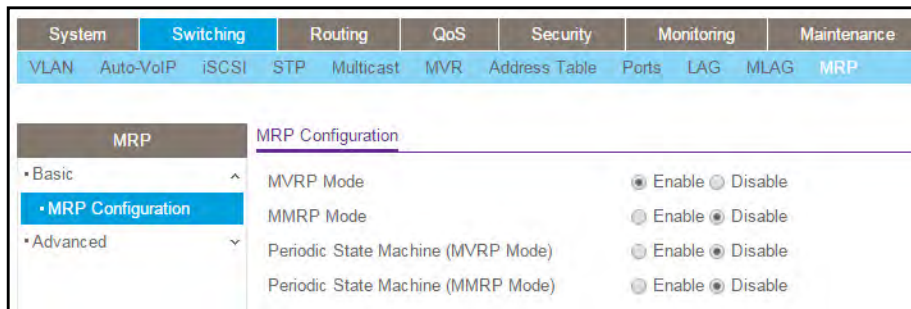 System Switching Routing QoS Security Monitoring Maintenance
VLAN Auto-VoIP iSCSI STP Multicast MVR Address Table Ports LAG MLAG MRP
MRP
• Basic
• MRP Configuration
• Advanced
MRP Configuration
MVRP Mode Enable Disable
MMRP Mode Enable Disable
Periodic State Machine (MVRP Mode) Enable Disable
Periodic State Machine (MMRP Mode) Enable Disable